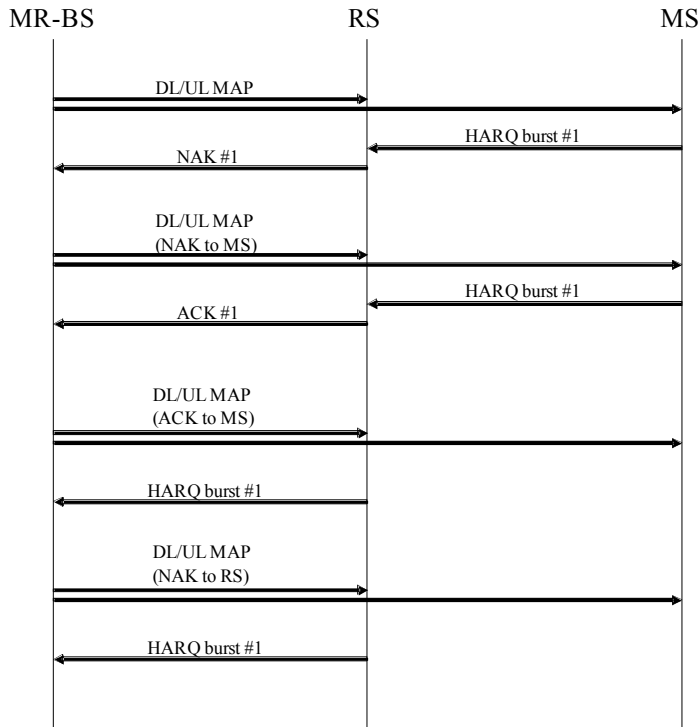 MR-BS RS MS
DL/UL MAP
HARQ burst #1
NAK #1
DL/UL MAP
(NAK to MS)
HARQ burst #1
ACK #1
DL/UL MAP
(ACK to MS)
HARQ burst #1
DL/UL MAP
(NAK to RS)
HARQ burst #1